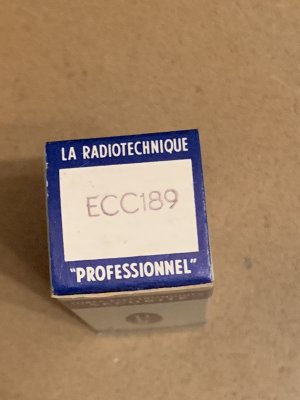 LA RADIOTECHNIQUE
ECC189
"PROFESSIONNEL"